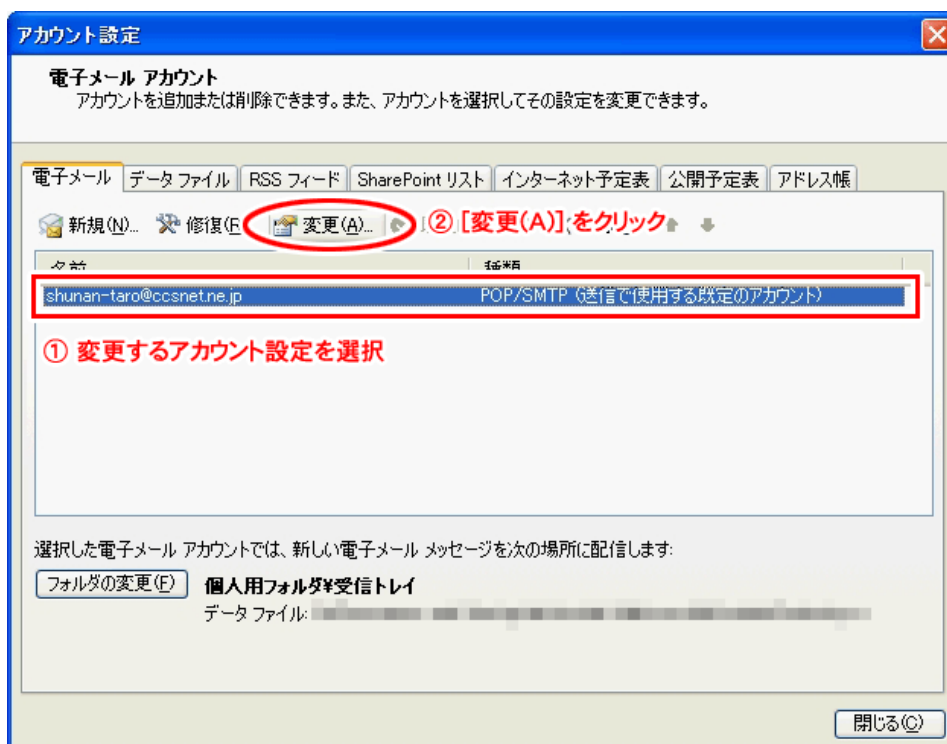 アカウント設定
電子メール アカウント
アカウントを追加または削除できます。また、アカウントを選択してその設定を変更できます。
電子メール データ ファイル RSS フィード SharePoint リスト インターネット予定表 公開予定表 アドレス帳
新規(N)... 修復(F 変更(A)... ② [変更(A)] をクリック
名前 種類
shunan-taro@ccsnet.ne.jp POP/SMTP (送信で使用する既定のアカウント)
① 変更するアカウント設定を選択
選択した電子メール アカウントでは、新しい電子メール メッセージを次の場所に配信します:
フォルダの変更(F) 個人用フォルダ¥受信トレイ
データ ファイル:
閉じる(C)